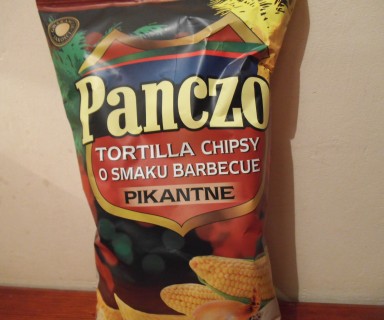 Panczo
TORTILLA CHIPSY
O SMAKU BARBECUE
PIKANTNE